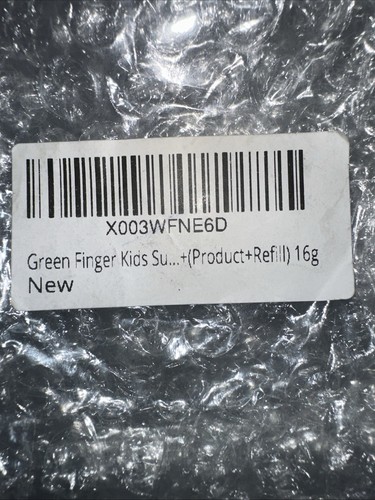 X003WFNE6D
Green Finger Kids Su...+(Product+Refill) 16g
New